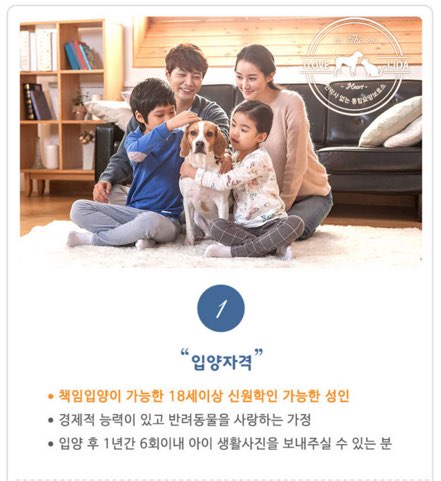 The
I LOVE
LION
Heart
안락사 없는 동물요양보호소
1
“입양자격”
• 책임입양이 가능한 18세이상 신원확인 가능한 성인
• 경제적 능력이 있고 반려동물을 사랑하는 가정
• 입양 후 1년간 6회이내 아이 생활사진을 보내주실 수 있는 분